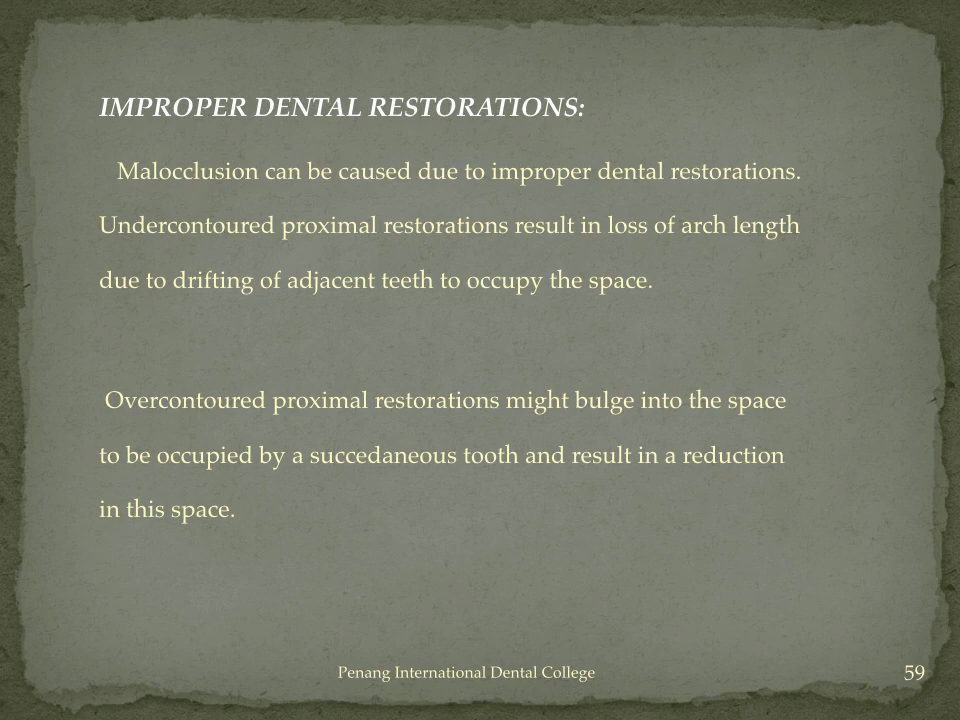 IMPROPER DENTAL RESTORATIONS:
Malocclusion can be caused due to improper dental restorations.
Undercontoured proximal restorations result in loss of arch length
due to drifting of adjacent teeth to occupy the space.
Overcontoured proximal restorations might bulge into the space
to be occupied by a succedaneous tooth and result in a reduction
in this space.
Penang International Dental College
59